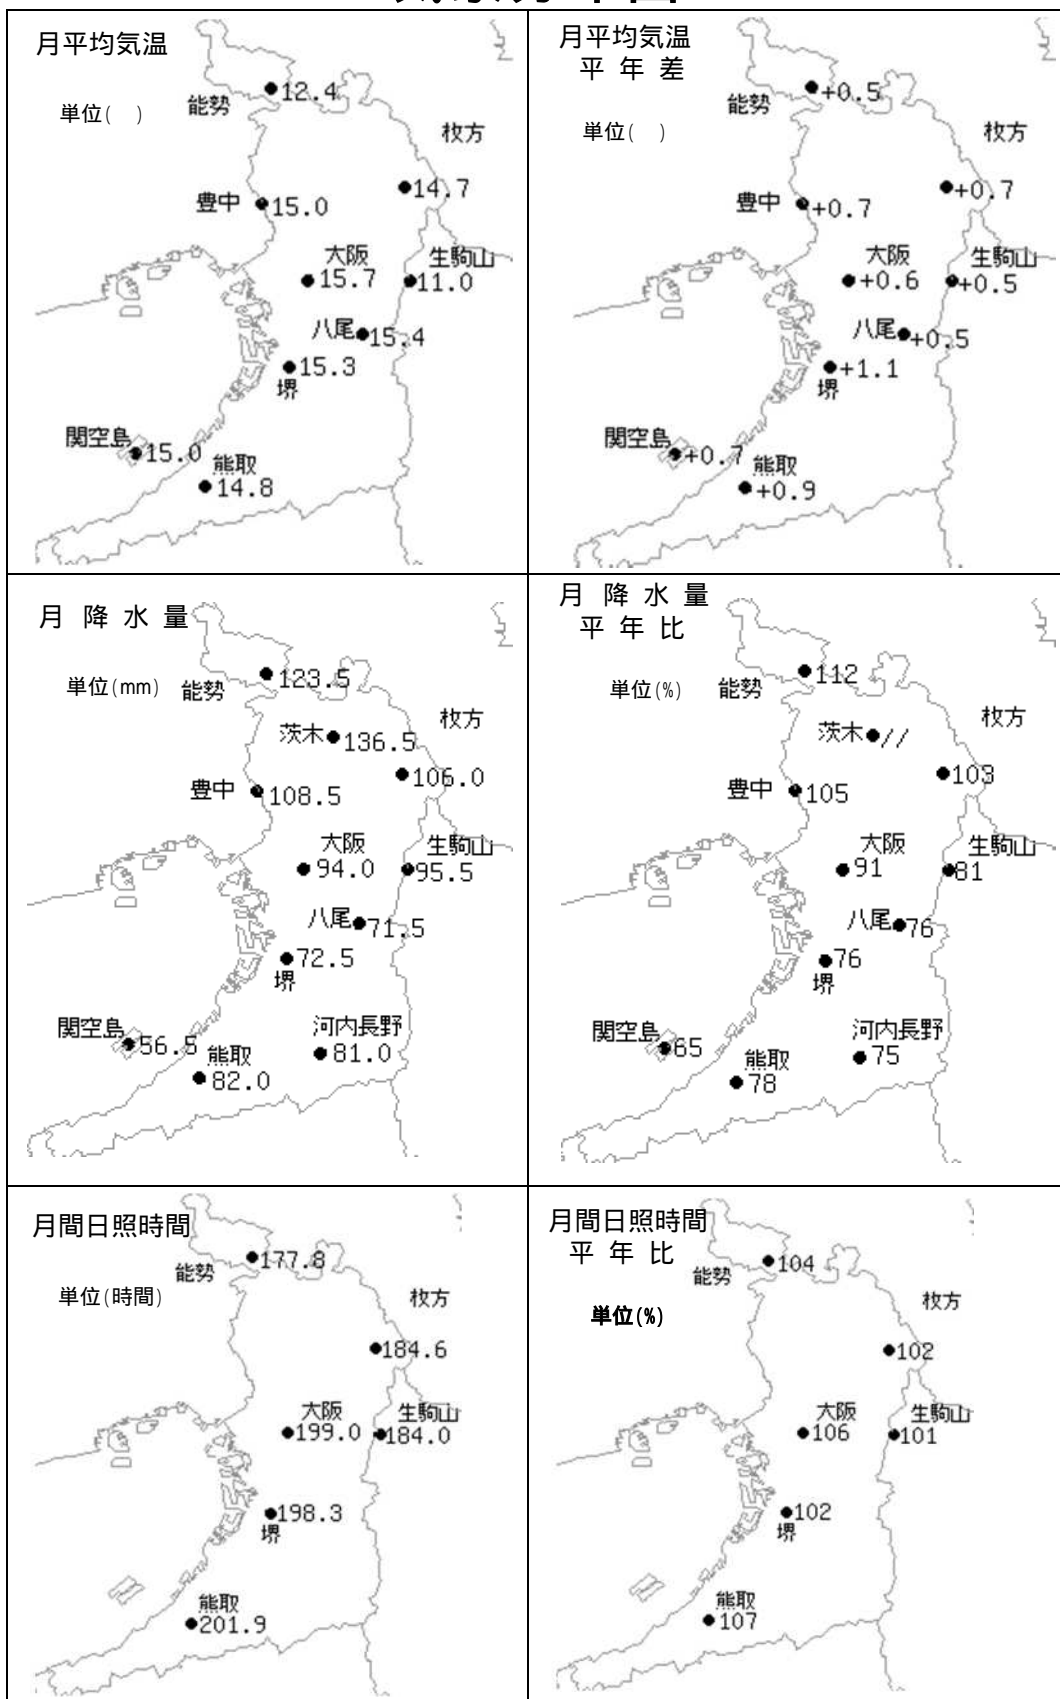 月平均気温
単位(　)
能勢
12.4
枚方
14.7
豊中
15.0
大阪
15.7
生駒山
11.0
八尾
15.4
15.3
堺
関空島
15.0
熊取
14.8
月平均気温
平年差
単位(　)
+0.5
枚方
能勢
+0.7
豊中
+0.7
大阪
+0.6
生駒山
+0.5
八尾
+0.5
+1.1
堺
関空島
+0.7
熊取
+0.9
月降水量
単位(mm)
能勢
123.5
枚方
茨木
136.5
106.0
豊中
108.5
大阪
94.0
生駒山
95.5
八尾
71.5
72.5
堺
関空島
56.5
河内長野
81.0
熊取
82.0
月降水量
平年比
単位(%)
能勢
112
枚方
茨木
//
103
豊中
105
大阪
91
生駒山
81
八尾
76
76
堺
関空島
65
河内長野
75
熊取
78
月間日照時間
単位(時間)
能勢
177.8
枚方
184.6
大阪
199.0
生駒山
184.0
198.3
堺
熊取
201.9
月間日照時間
平年比
単位(%)
能勢
104
枚方
102
大阪
106
生駒山
101
102
堺
熊取
107